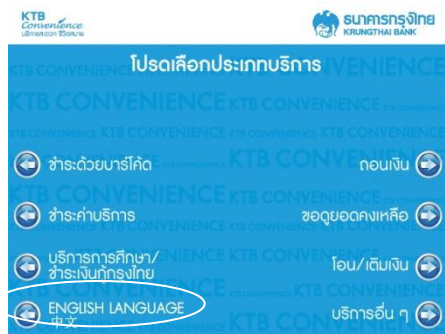 KTB
Convenience
บริการสะดวก ชีวิตสบาย
ธนาคารกรุงไทย
KRUNGTHAI BANK
โปรดเลือกประเภทบริการ
ชำระด้วยบาร์โค้ด
ถอนเงิน
ชำระค่าบริการ
ขอดูยอดคงเหลือ
บริการการศึกษา/
ชำระเงินกู้กรุงไทย
โอน/เติมเงิน
ENGLISH LANGUAGE
中文
บริการอื่น ๆ
KTB CONVENIENCE